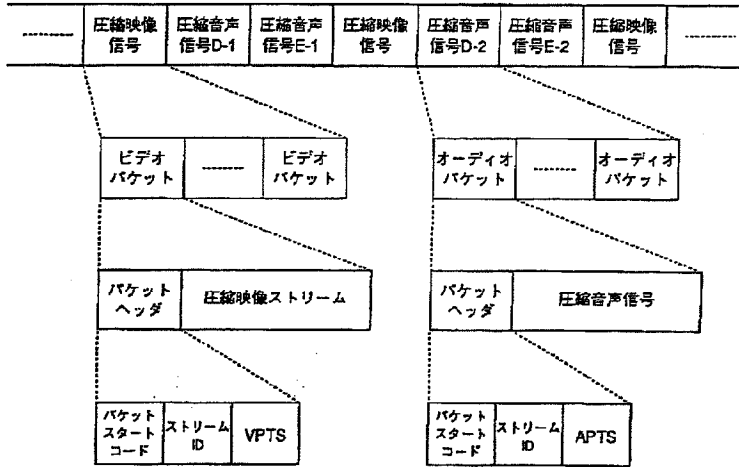 圧縮映像
信号
圧縮音声
信号D-1
圧縮音声
信号E-1
圧縮映像
信号
圧縮音声
信号D-2
圧縮音声
信号E-2
圧縮映像
信号
ビデオ
パケット
ビデオ
パケット
オーディオ
パケット
オーディオ
パケット
パケット
ヘッダ
圧縮映像ストリーム
パケット
ヘッダ
圧縮音声信号
パケット
スタート
コード
ストリーム
ID
VPTS
パケット
スタート
コード
ストリーム
ID
APTS